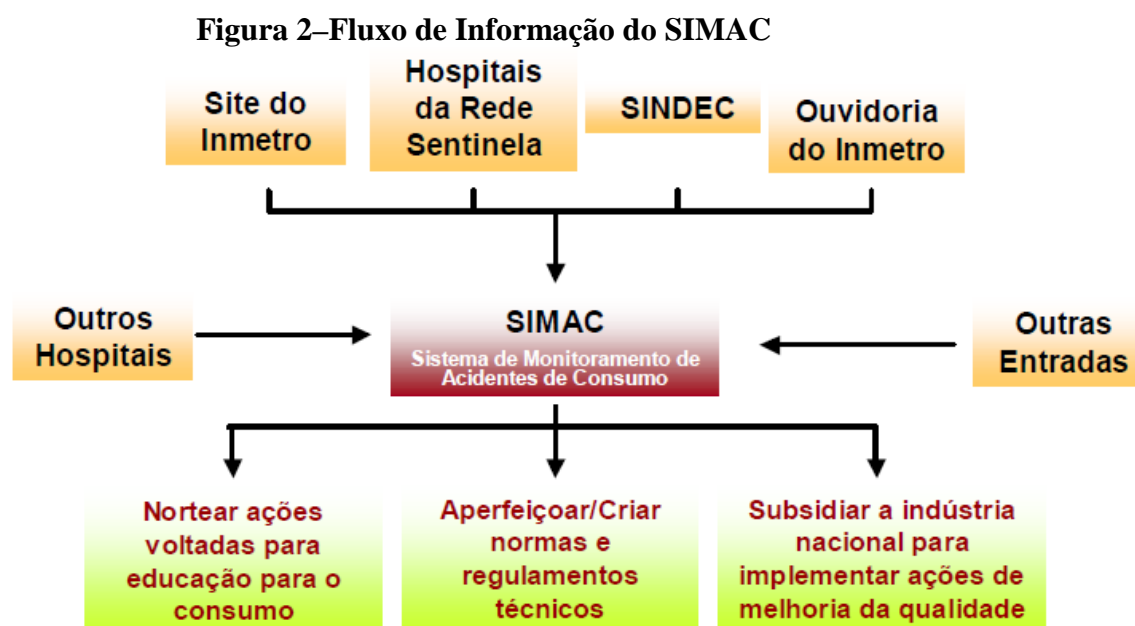 Figura 2–Fluxo de Informação do SIMAC
Site do
Inmetro
Hospitais
da Rede
Sentinela
SINDEC
Ouvidoria
do Inmetro
Outros
Hospitais
SIMAC
Sistema de Monitoramento de
Acidentes de Consumo
Outras
Entradas
Nortear ações
voltadas para
educação para o
consumo
Aperfeiçoar/Criar
normas e
regulamentos
técnicos
Subsidiar a indústria
nacional para
implementar ações de
melhoria da qualidade